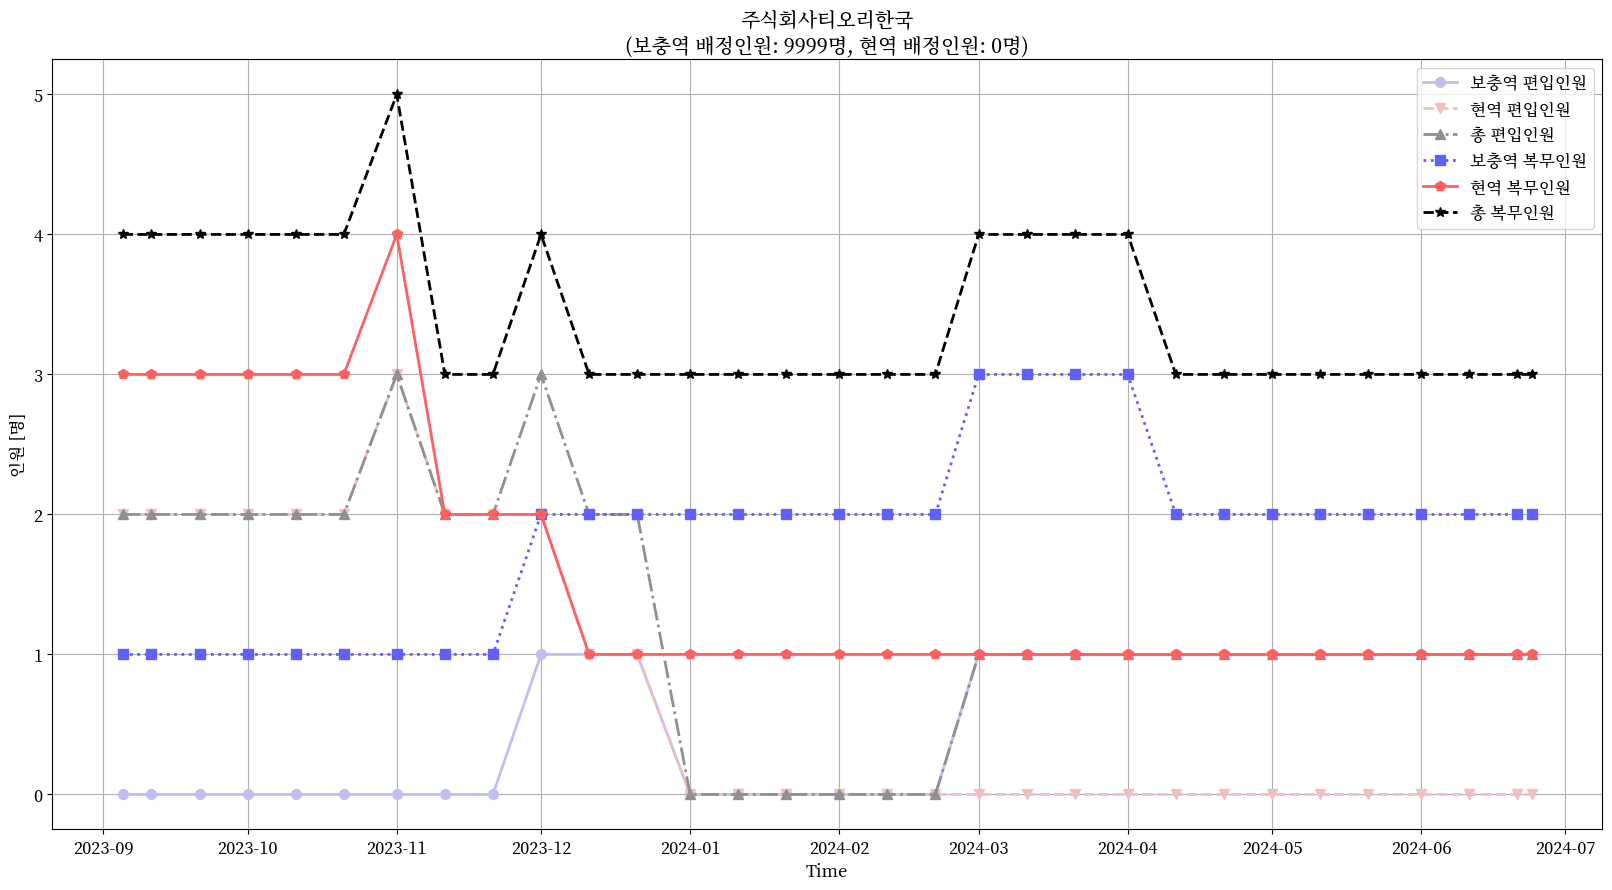 주식회사티오리한국
(보충역 배정인원: 9999명, 현역 배정인원: 0명)
보충역 편입인원
현역 편입인원
총 편입인원
보충역 복무인원
현역 복무인원
총 복무인원
인원 [명]
5
4
3
2
1
0
2023-09
2023-10
2023-11
2023-12
2024-01
2024-02
2024-03
2024-04
2024-05
2024-06
2024-07
Time